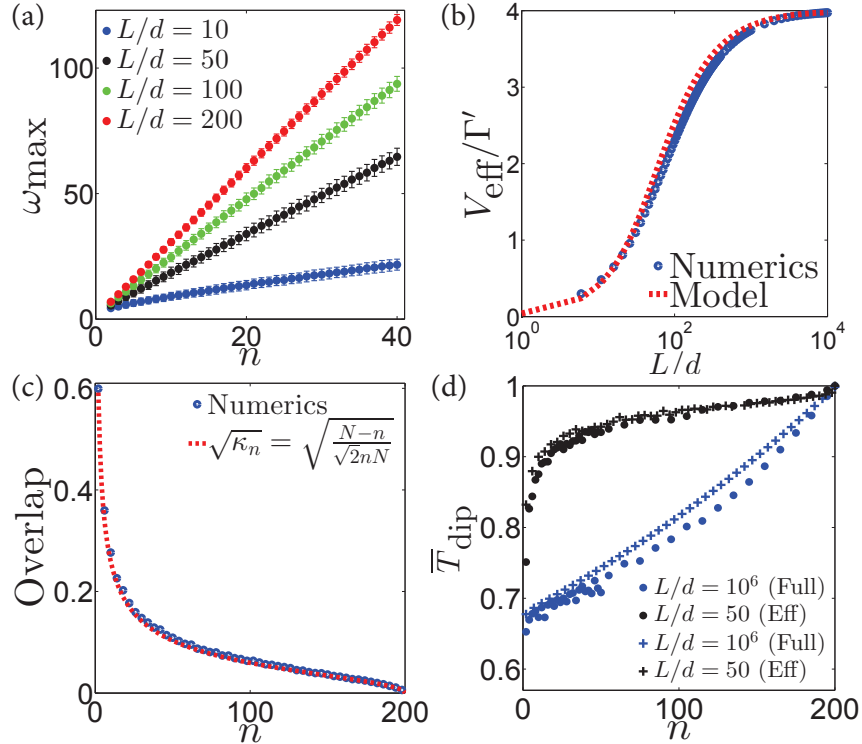 (a)
L/d = 10
L/d = 50
L/d = 100
L/d = 200
ωmax
100
50
0
0
20
40
n
(b)
4
3
2
1
0
V_eff/Γ′
Numerics
Model
10^0
10^2
10^4
L/d
(c)
0.6
0.4
0.2
0
Overlap
Numerics
√κ_n = √((N−n)/(√2nN))
0
100
200
n
(d)
1
0.9
0.8
0.7
0.6
T̅_dip
L/d = 10^6 (Full)
L/d = 50 (Eff)
L/d = 10^6 (Full)
L/d = 50 (Eff)
0
100
200
n